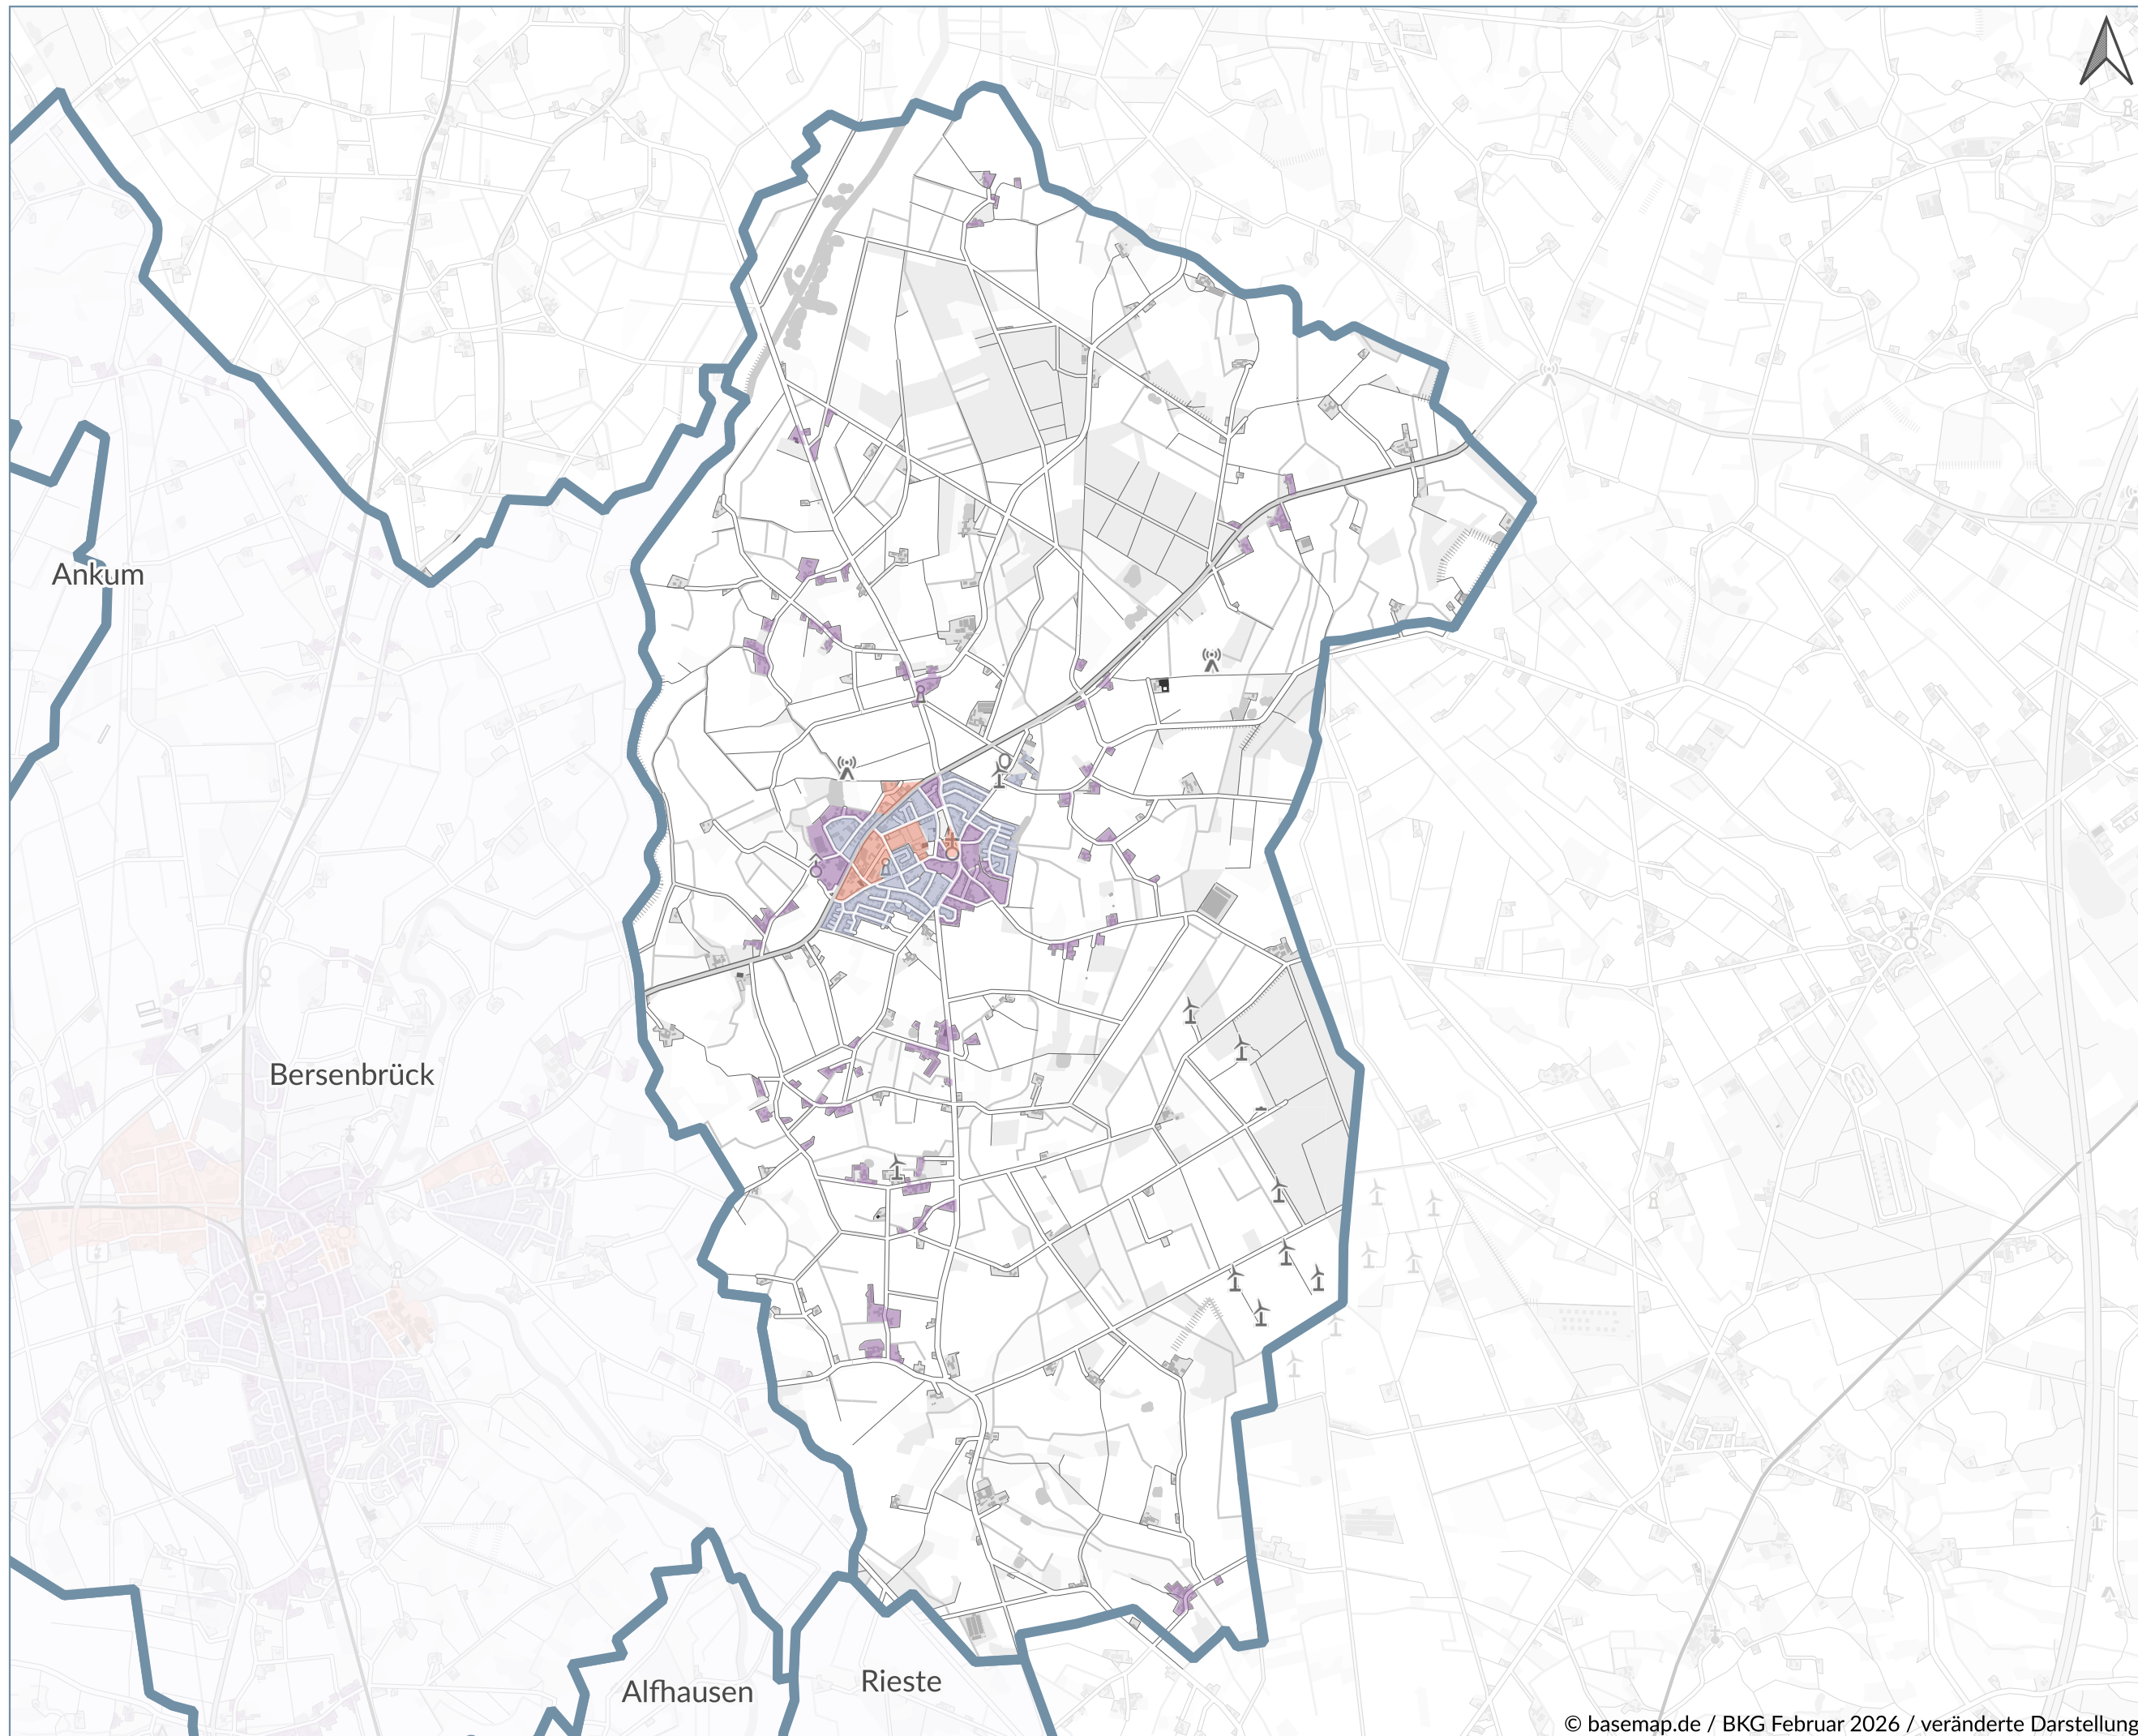 Ankum
Bersenbrück
Alfhausen
Rieste
© basemap.de / BKG Februar 2026 / veränderte Darstellung